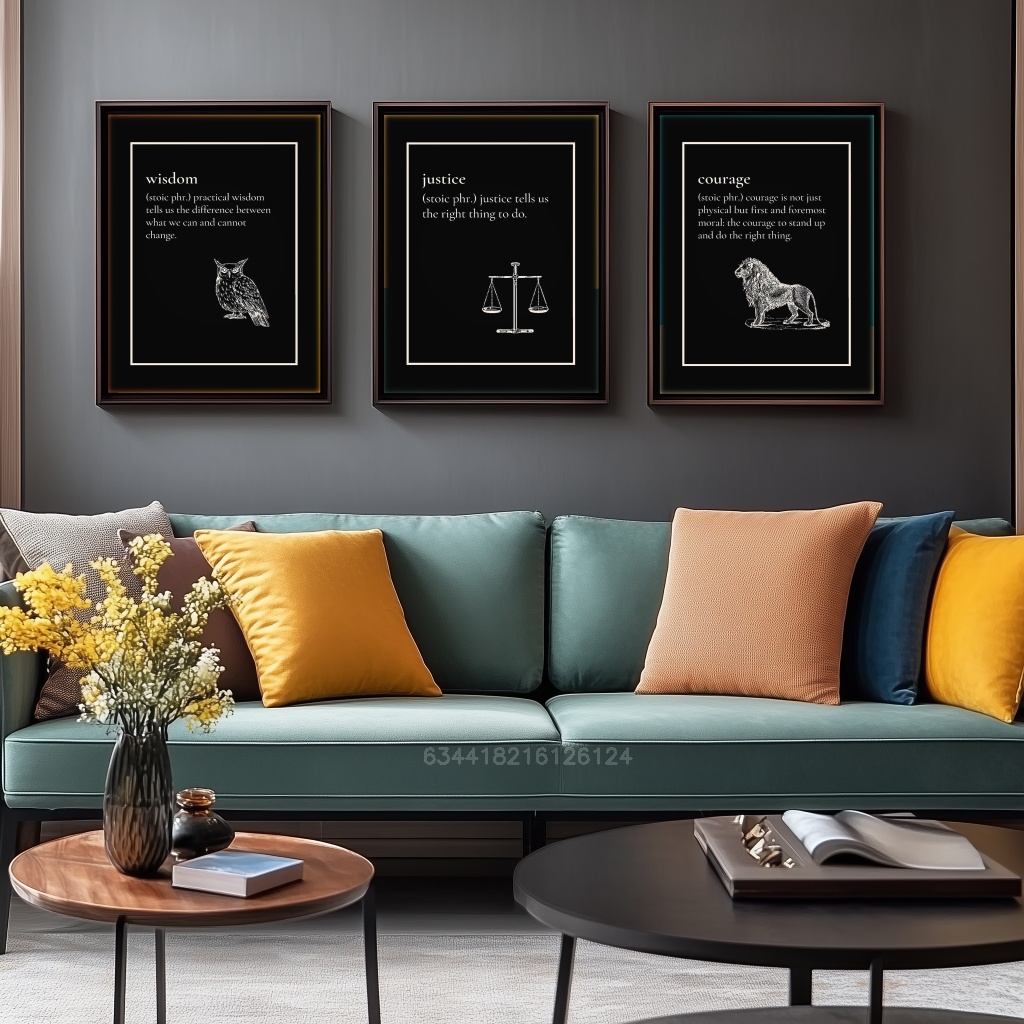 wisdom
(stoic phr.) practical wisdom
tells us the difference between
what we can and cannot
change.
justice
(stoic phr.) justice tells us
the right thing to do.
courage
(stoic phr.) courage is not just
physical but first and foremost
moral: the courage to stand up
and do the right thing.
634418216126124